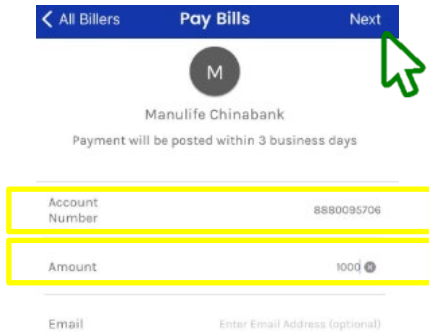 All Billers Pay Bills Next
M
Manulife Chinabank
Payment will be posted within 3 business days
Account
Number 8880095706
Amount 1000
Email Enter Email Address (optional)